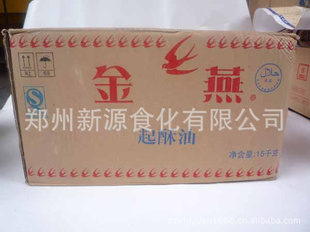 金燕
郑州新源食化有限公司
起酥油
净含量:15千克
حلال